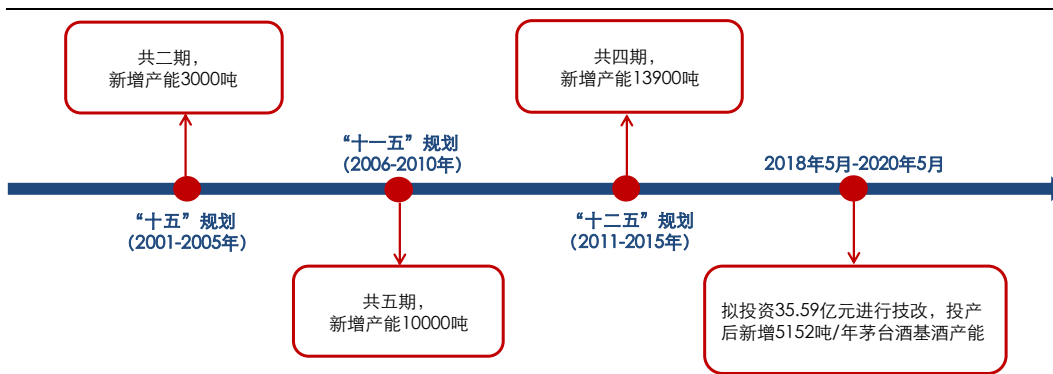 共二期，
新增产能3000吨
共四期，
新增产能13900吨
“十一五”规划
（2006-2010年）
2018年5月-2020年5月
“十五”规划
（2001-2005年）
“十二五”规划
（2011-2015年）
共五期，
新增产能10000吨
拟投资35.59亿元进行技改，投产
后新增5152吨/年茅台酒基酒产能